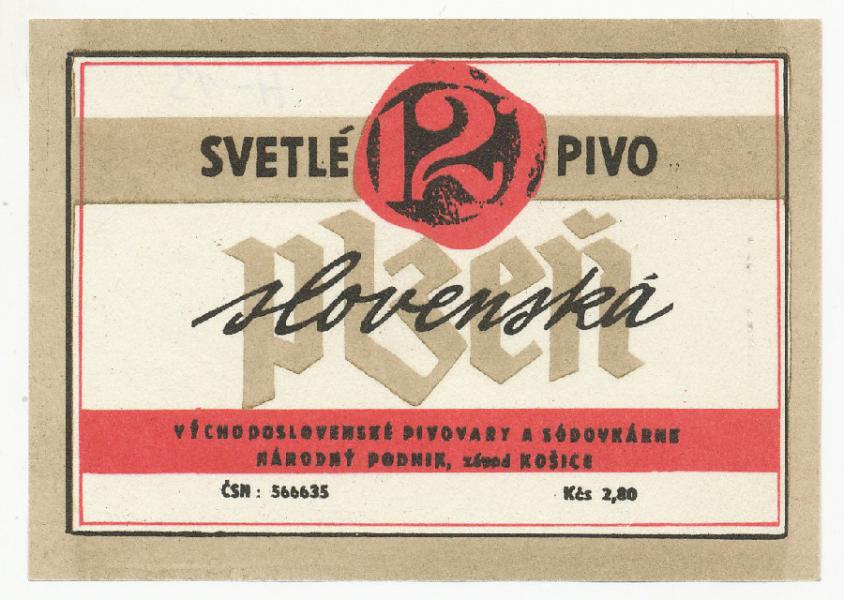 SVETLÉ 12 PIVO
plzeň
slovenská
VÝCHODOSLOVENSKÉ PIVOVARY A SÓDOVKÁRNE
NÁRODNÝ PODNIK, závod KOŠICE
ČSN: 566635 Kčs 2,80